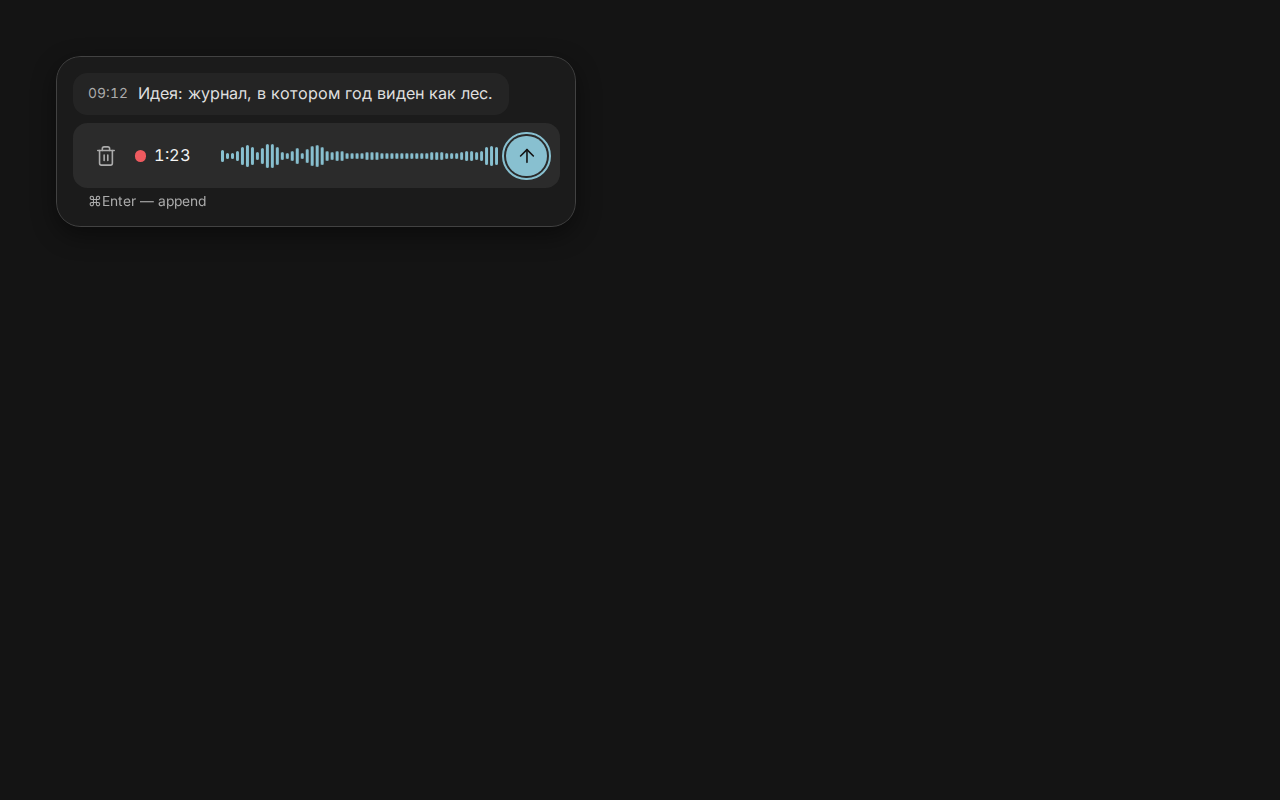 09:12 Идея: журнал, в котором год виден как лес.
1:23
⌘Enter — append